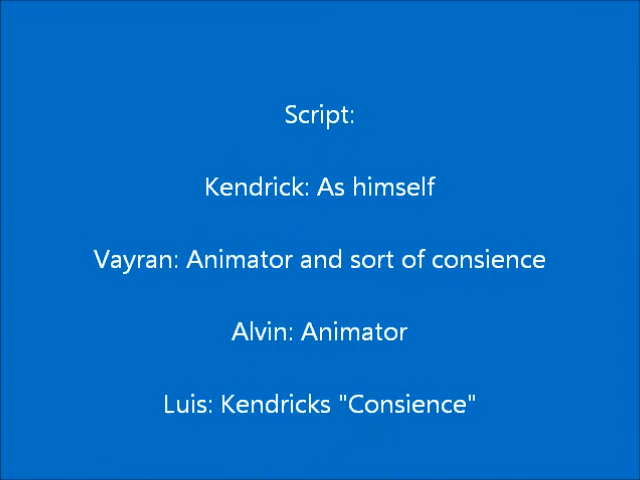 Script:
Kendrick: As himself
Vayran: Animator and sort of consience
Alvin: Animator
Luis: Kendricks "Consience"